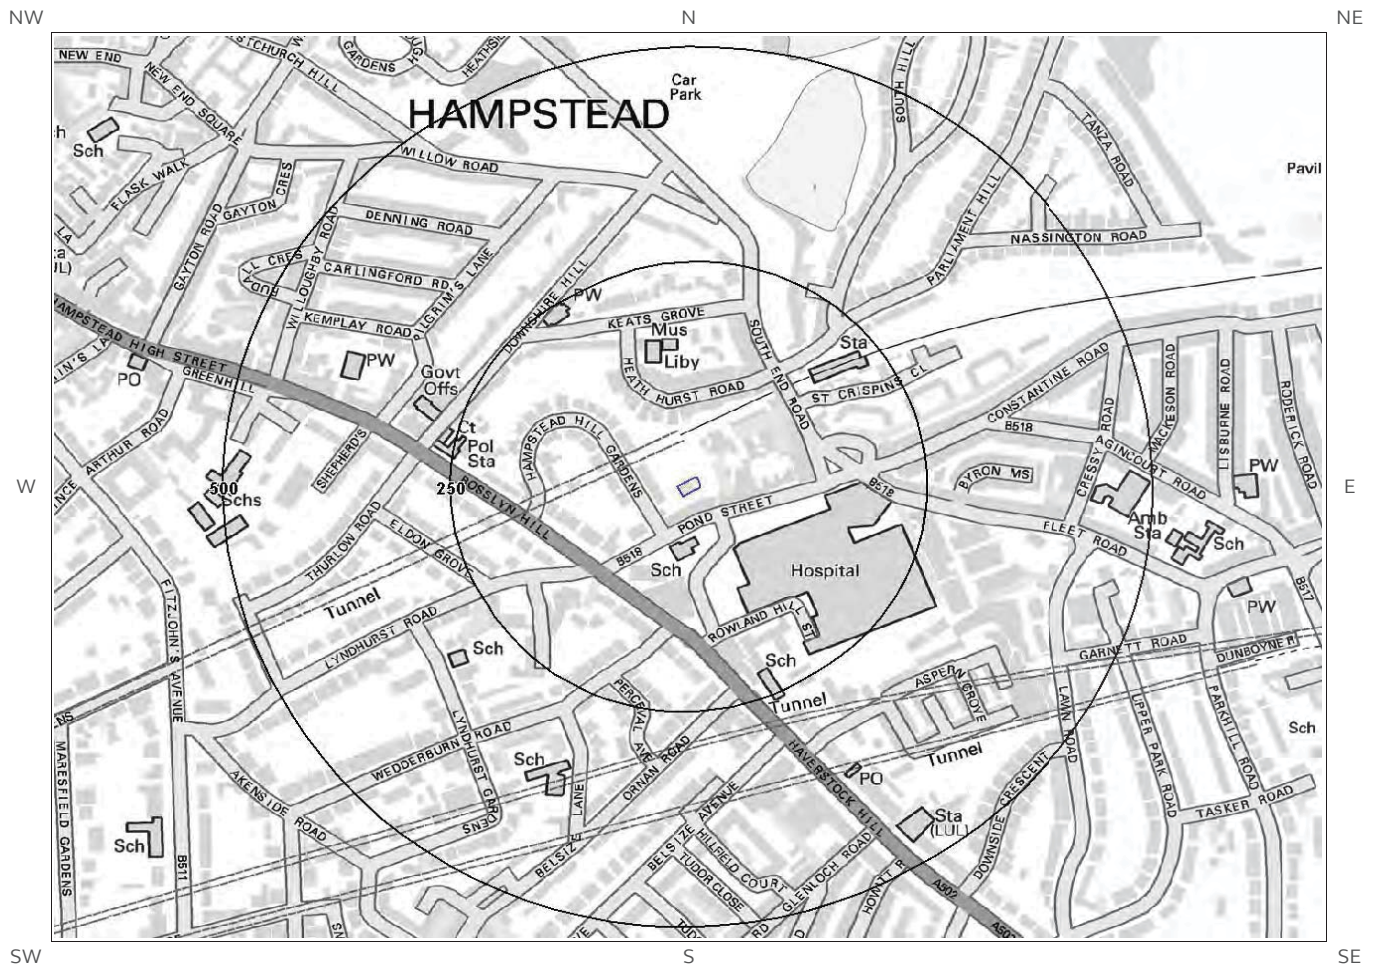 NW
N
NE
NEW END
NEW END SQUARE
GARDENS
Car
Park
HAMPSTEAD
SOUTH HILL
TANZA ROAD
Sch
WILLOW ROAD
Pavil
FLASK WALK
GAYTON CRES
GAYTON ROAD
DENNING ROAD
WILLOUGHBY ROAD
PARLIAMENT HILL
NASSINGTON ROAD
CARLINGFORD RD
PILGRIM'S LANE
DOWNSHIRE HILL
PW
HAMPSTEAD HIGH STREET
KEMPLAY ROAD
KEATS GROVE
Mus
Liby
SOUTH END ROAD
Sta
PO
GREENHILL
PW
Govt
Offs
HEATH HURST ROAD
ST CRISPINS CL
CONSTANTINE ROAD
MACKESON ROAD
LISBURNE ROAD
RODERICK ROAD
ARTHUR ROAD
SHEPHERD'S
Ct
Pol
Sta
HAMPSTEAD HILL GARDENS
B518
AGINCOURT ROAD
CRESSY ROAD
BYRON MS
PW
W
500
Schs
250
ROSSLYN HILL
B518
E
POND STREET
Amb
Sta
Sch
FLEET ROAD
ELDON GROVE
THURLOW ROAD
B518
Sch
Hospital
FITZJOHN'S AVENUE
Tunnel
LYNDHURST ROAD
ROWLAND HILL ST
PW
B517
Sch
Sch
GARNETT ROAD
DUNBOYNE R
Tunnel
ASPERN GROVE
PERCEVAL AVE
LAWN ROAD
UPPER PARK ROAD
PARKHILL ROAD
Sch
MARESFIELD GARDENS
LYNDHURST GARDENS
WEDDERBURN ROAD
ORNAN ROAD
HAVERSTOCK HILL
Tunnel
Sch
PO
AKENSIDE ROAD
BELSIZE LANE
BELSIZE AVENUE
DOWNSIDE CRESCENT
TASKER ROAD
Sta
(LUL)
Sch
HILLFIELD COURT
TUDOR CLOSE
GLENLOCH ROAD
B511
HOWITT R
A502
A502
SW
S
SE